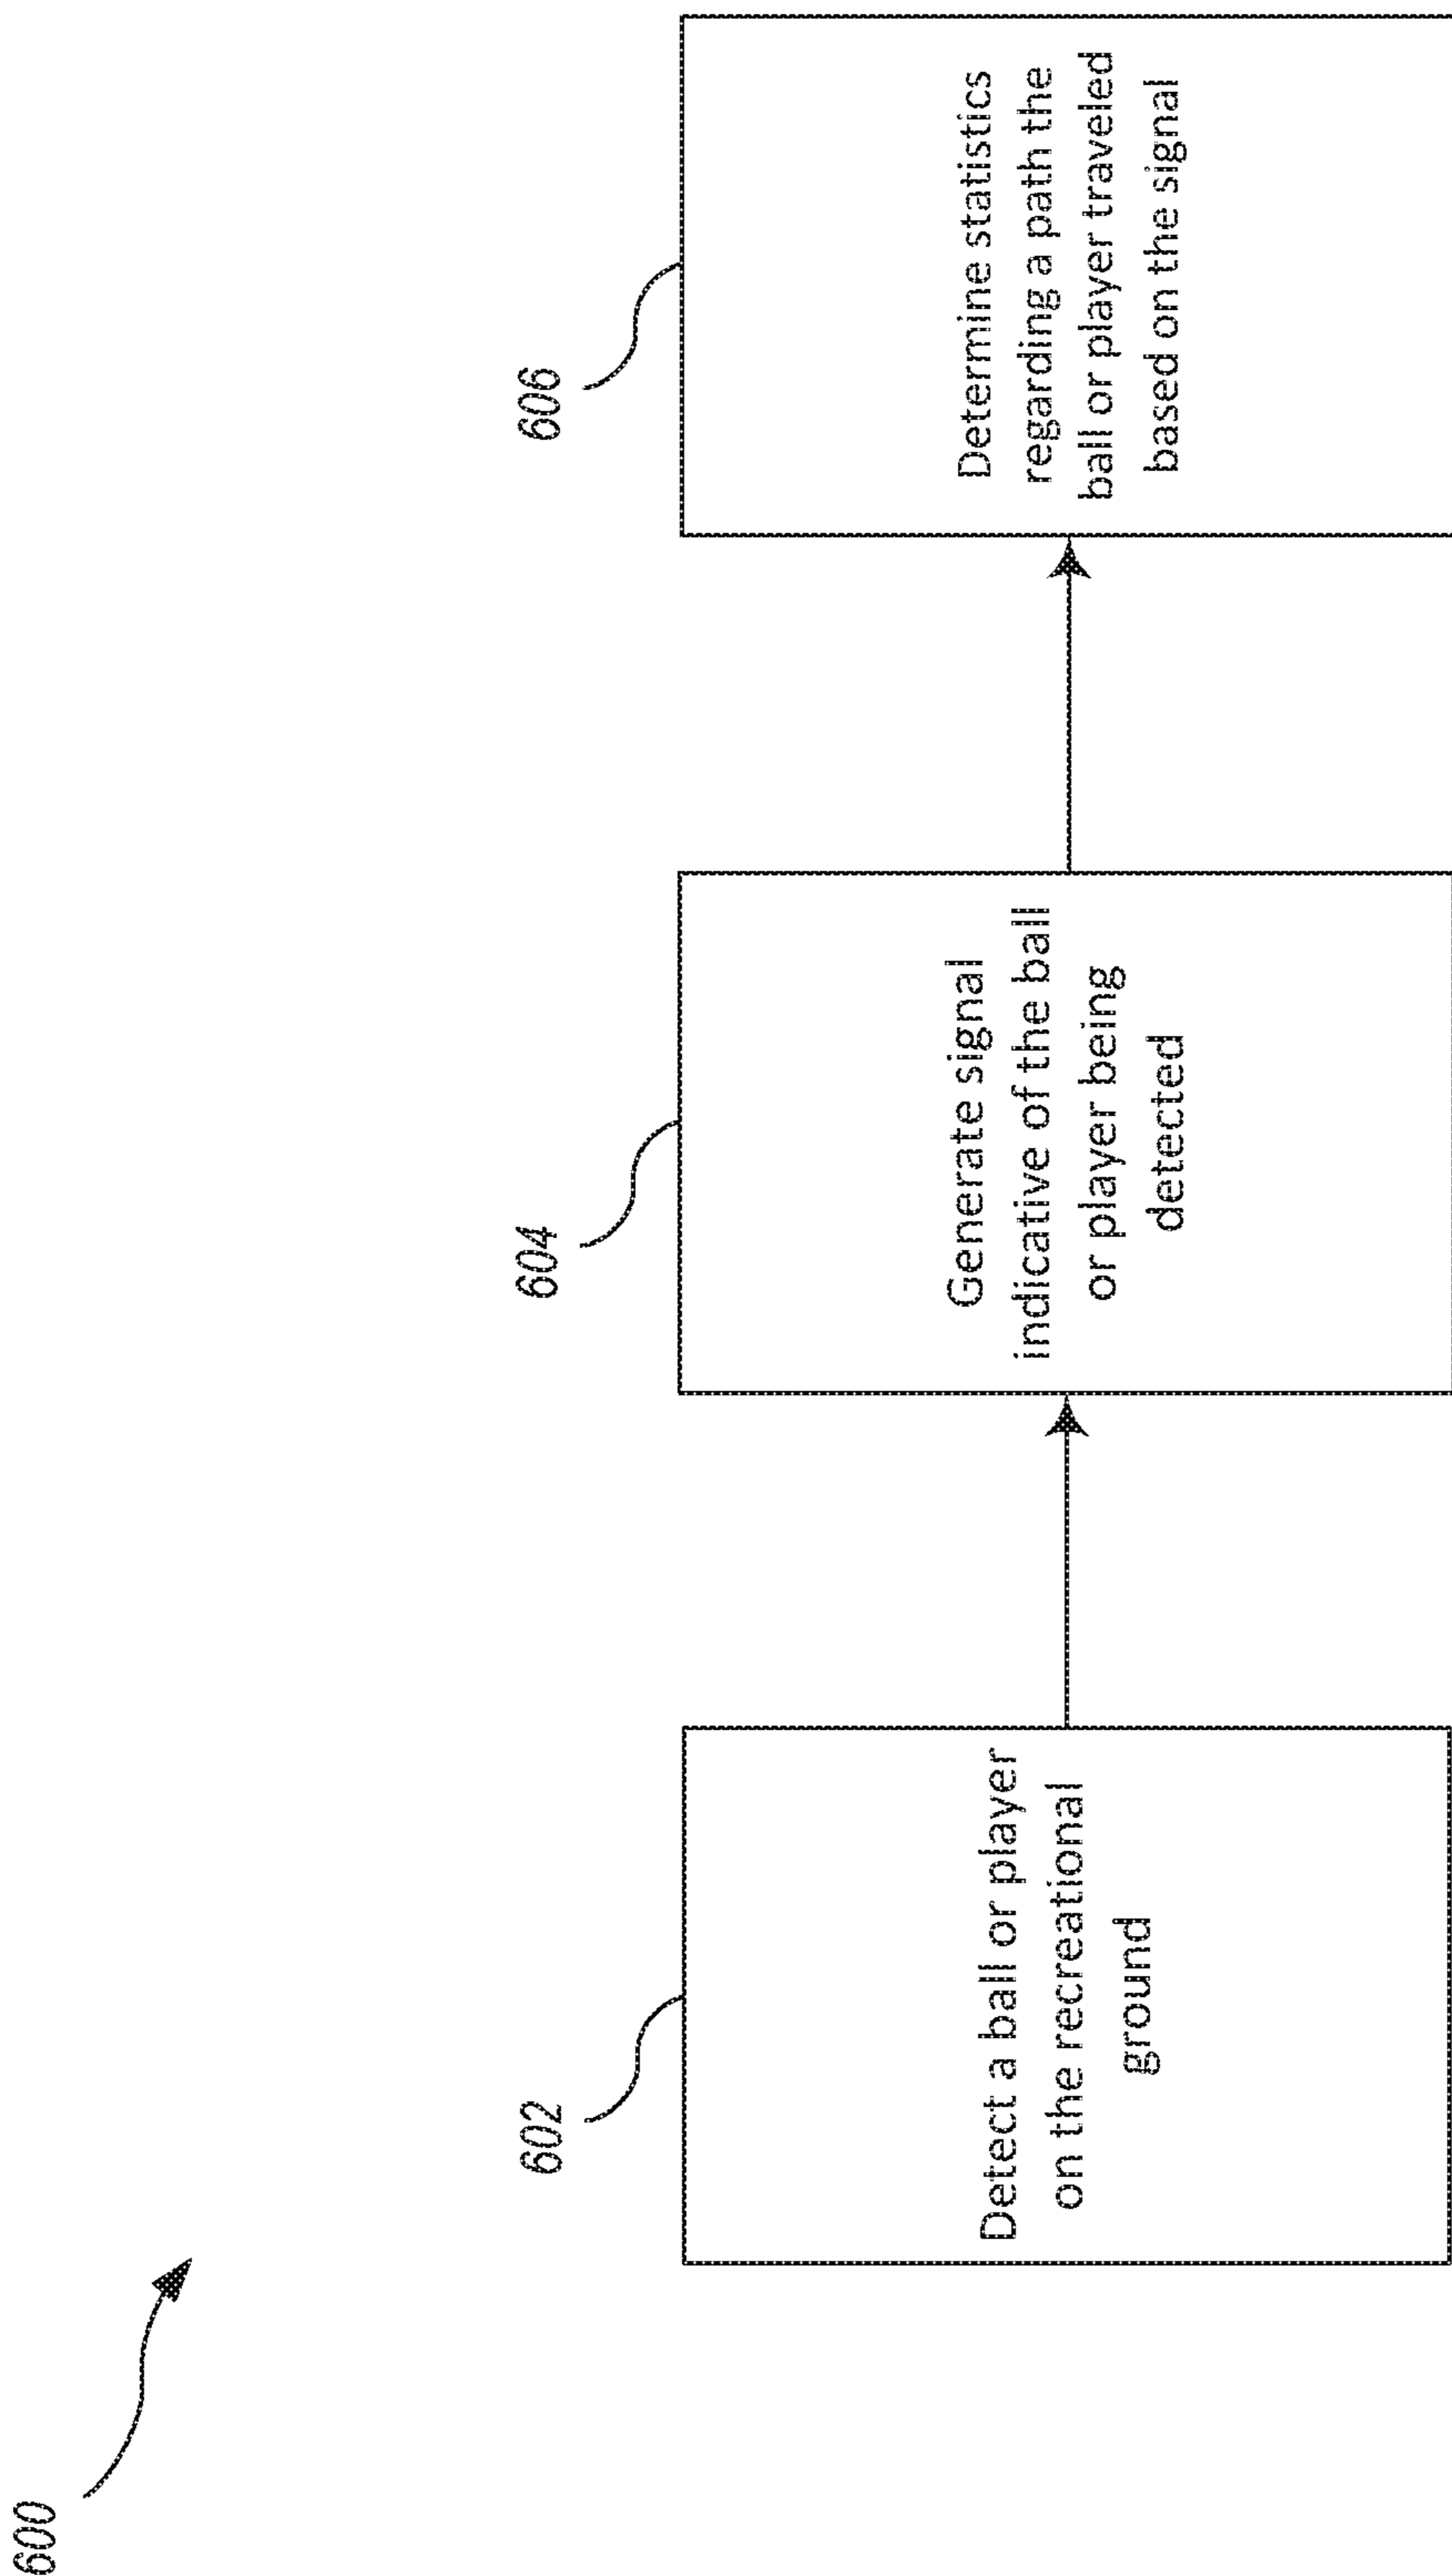 600
602
Detect a ball or player
on the recreational
ground
604
Generate signal
indicative of the ball
or player being
detected
606
Determine statistics
regarding a path the
ball or player traveled
based on the signal